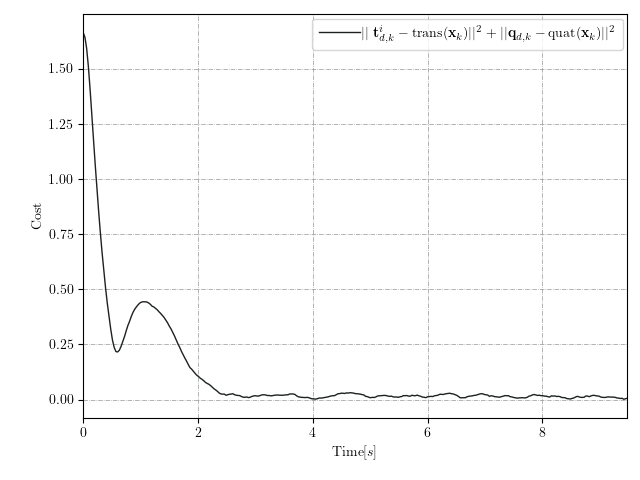 || t^i_{d,k} − trans(x_k)||² + ||q_{d,k} − quat(x_k)||²
1.50
1.25
1.00
0.75
0.50
0.25
0.00
Cost
0 2 4 6 8
Time[s]